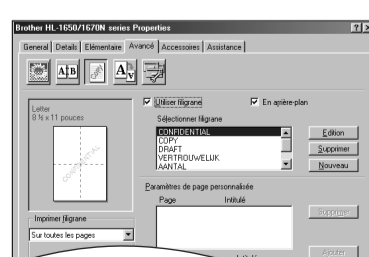 Brother HL-1650/1670N series Properties
General Details Elémentaire Avancé Accessoires Assistance
A B
A v
Letter
8 ½ x 11 pouces
CONFIDENTIAL
Utiliser filigrane
En arrière-plan
Sélectionner filigrane
CONFIDENTIAL
COPY
DRAFT
VERTROUWELIJK
AANTAL
Edition
Supprimer
Nouveau
Paramètres de page personnalisée
Page Intitulé
Supprimer
Imprimer filigrane
Sur toutes les pages
Ajouter